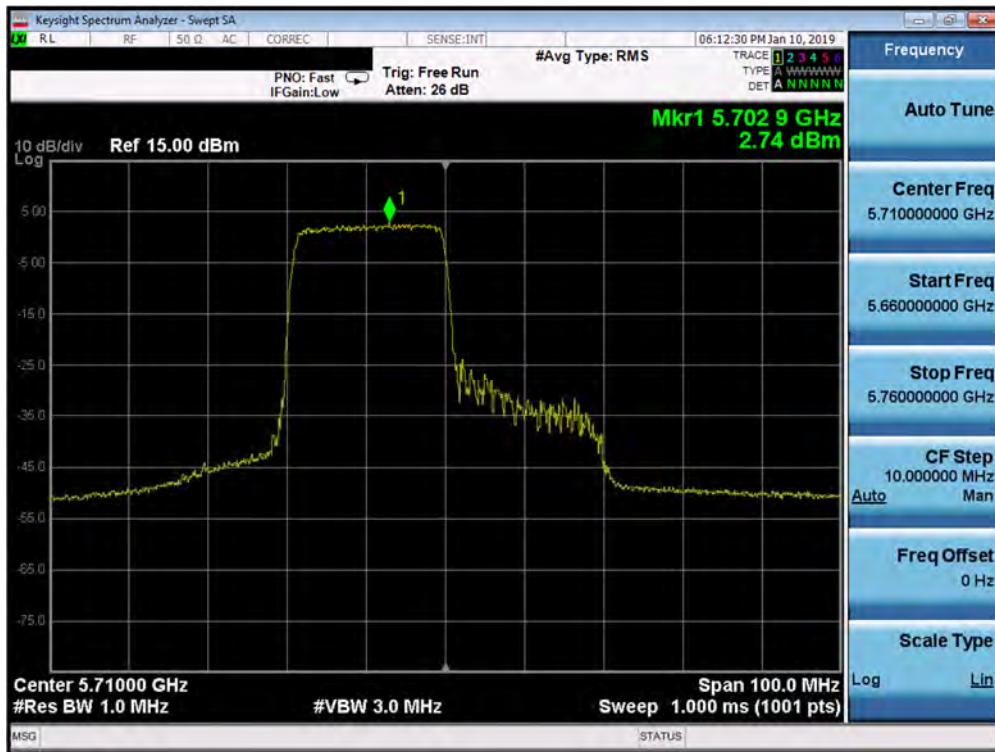 Keysight Spectrum Analyzer - Swept SA
LXI RL RF 50 Ω AC CORREC SENSE:INT 06:12:30 PM Jan 10, 2019
#Avg Type: RMS
TRACE 1 2 3 4 5 6
PNO: Fast Trig: Free Run
TYPE A W W W W W
IFGain:Low Atten: 26 dB
DET A N N N N N
Mkr1 5.702 9 GHz
2.74 dBm
10 dB/div Ref 15.00 dBm
Log
1
5.00
-5.00
-15.0
-25.0
-35.0
-45.0
-55.0
-65.0
-75.0
Center 5.71000 GHz Span 100.0 MHz
#Res BW 1.0 MHz #VBW 3.0 MHz Sweep 1.000 ms (1001 pts)
MSG STATUS
Frequency
Auto Tune
Center Freq
5.710000000 GHz
Start Freq
5.660000000 GHz
Stop Freq
5.760000000 GHz
CF Step
10.000000 MHz
Auto Man
Freq Offset
0 Hz
Scale Type
Log Lin